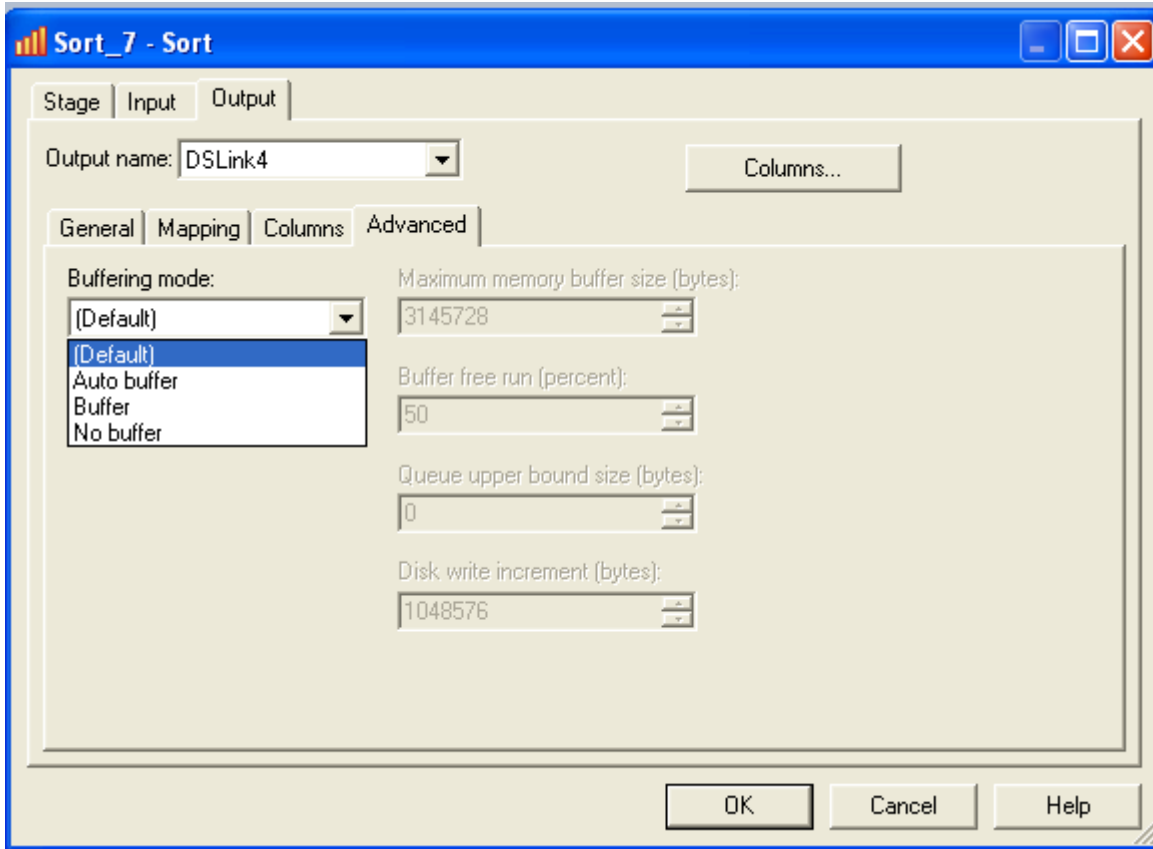 Sort_7 - Sort
Stage Input Output
Output name: DSLink4 Columns...
General Mapping Columns Advanced
Buffering mode:
(Default)
(Default)
Auto buffer
Buffer
No buffer
Maximum memory buffer size (bytes):
3145728
Buffer free run (percent):
50
Queue upper bound size (bytes):
0
Disk write increment (bytes):
1048576
OK Cancel Help